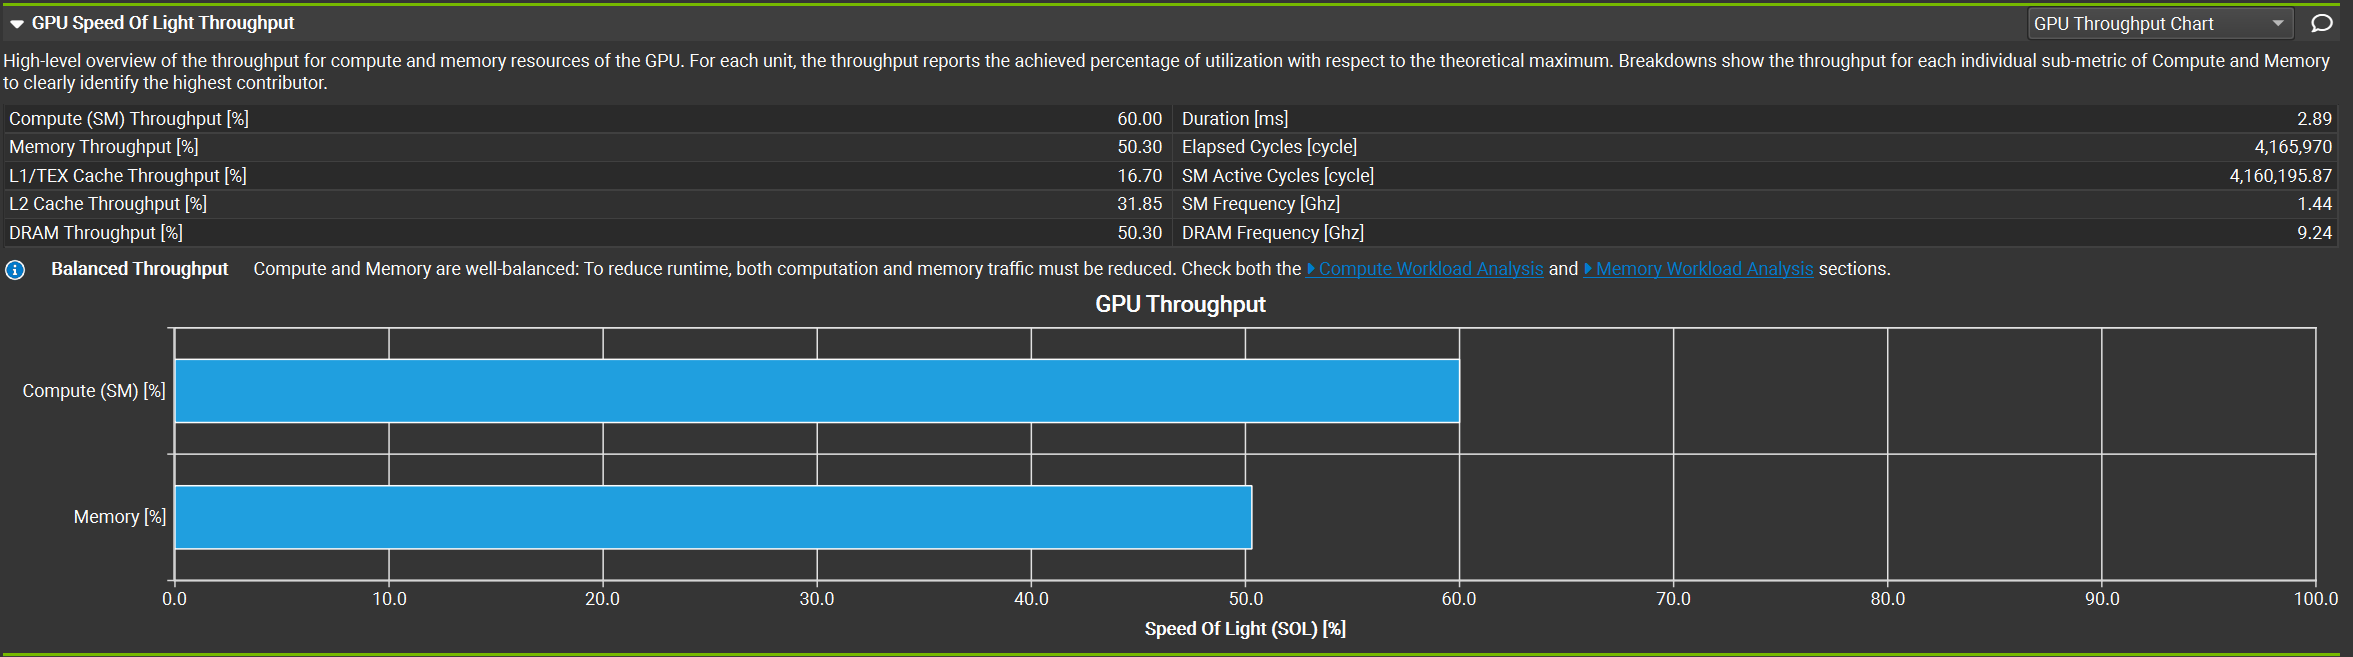 GPU Speed Of Light Throughput
GPU Throughput Chart
High-level overview of the throughput for compute and memory resources of the GPU. For each unit, the throughput reports the achieved percentage of utilization with respect to the theoretical maximum. Breakdowns show the throughput for each individual sub-metric of Compute and Memory
to clearly identify the highest contributor.
Compute (SM) Throughput [%] 60.00 Duration [ms] 2.89
Memory Throughput [%] 50.30 Elapsed Cycles [cycle] 4,165,970
L1/TEX Cache Throughput [%] 16.70 SM Active Cycles [cycle] 4,160,195.87
L2 Cache Throughput [%] 31.85 SM Frequency [Ghz] 1.44
DRAM Throughput [%] 50.30 DRAM Frequency [Ghz] 9.24
Balanced Throughput Compute and Memory are well-balanced: To reduce runtime, both computation and memory traffic must be reduced. Check both the Compute Workload Analysis and Memory Workload Analysis sections.
GPU Throughput
Compute (SM) [%]
Memory [%]
0.0 10.0 20.0 30.0 40.0 50.0 60.0 70.0 80.0 90.0 100.0
Speed Of Light (SOL) [%]